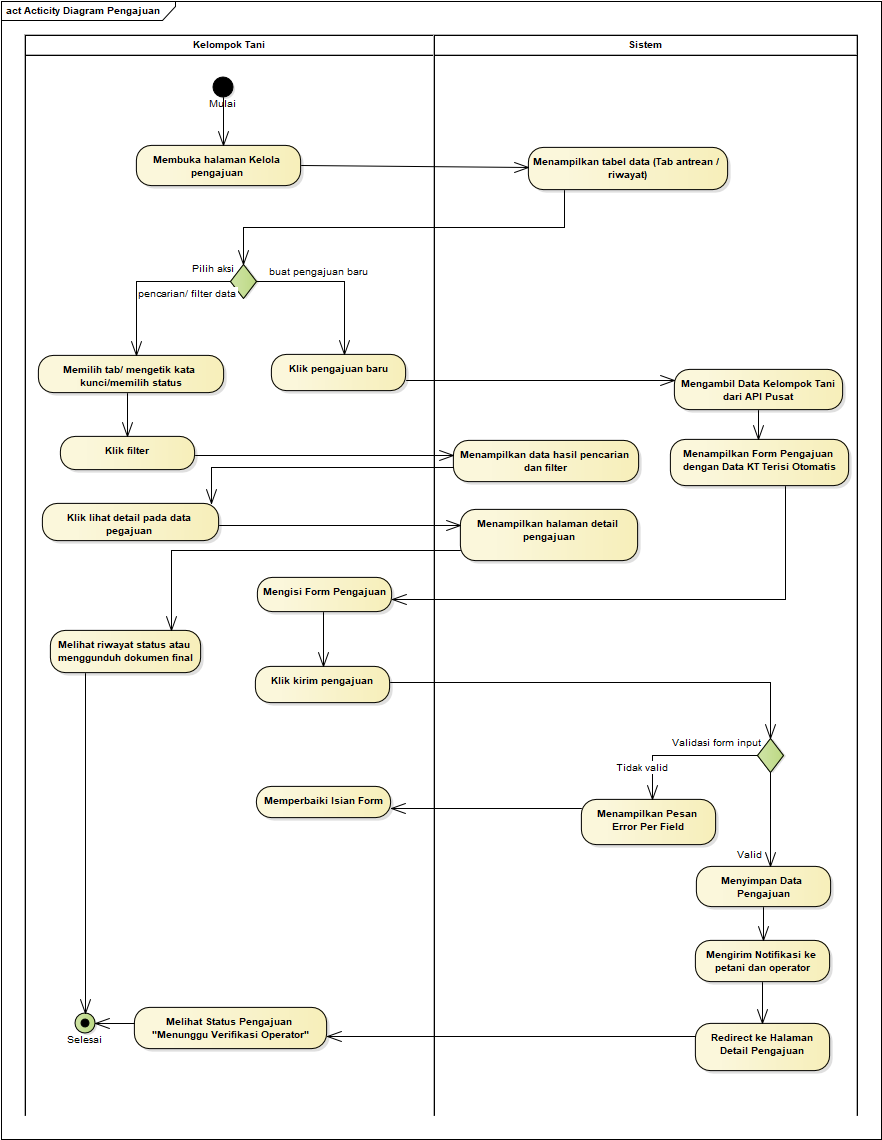 act Acticity Diagram Pengajuan
Kelompok Tani
Sistem
Mulai
Membuka halaman Kelola
pengajuan
Menampilkan tabel data (Tab antrean /
riwayat)
Pilih aksi
buat pengajuan baru
pencarian/ filter data
Memilih tab/ mengetik kata
kunci/memilih status
Klik pengajuan baru
Mengambil Data Kelompok Tani
dari API Pusat
Klik filter
Menampilkan data hasil pencarian
dan filter
Menampilkan Form Pengajuan
dengan Data KT Terisi Otomatis
Klik lihat detail pada data
pegajuan
Menampilkan halaman detail
pengajuan
Mengisi Form Pengajuan
Melihat riwayat status atau
menggunduh dokumen final
Klik kirim pengajuan
Validasi form input
Tidak valid
Memperbaiki Isian Form
Menampilkan Pesan
Error Per Field
Valid
Menyimpan Data
Pengajuan
Mengirim Notifikasi ke
petani dan operator
Melihat Status Pengajuan
"Menunggu Verifikasi Operator"
Redirect ke Halaman
Detail Pengajuan
Selesai